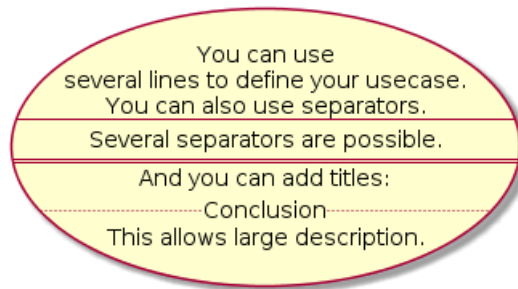 You can use
several lines to define your usecase.
You can also use separators.
Several separators are possible.
And you can add titles:
Conclusion
This allows large description.